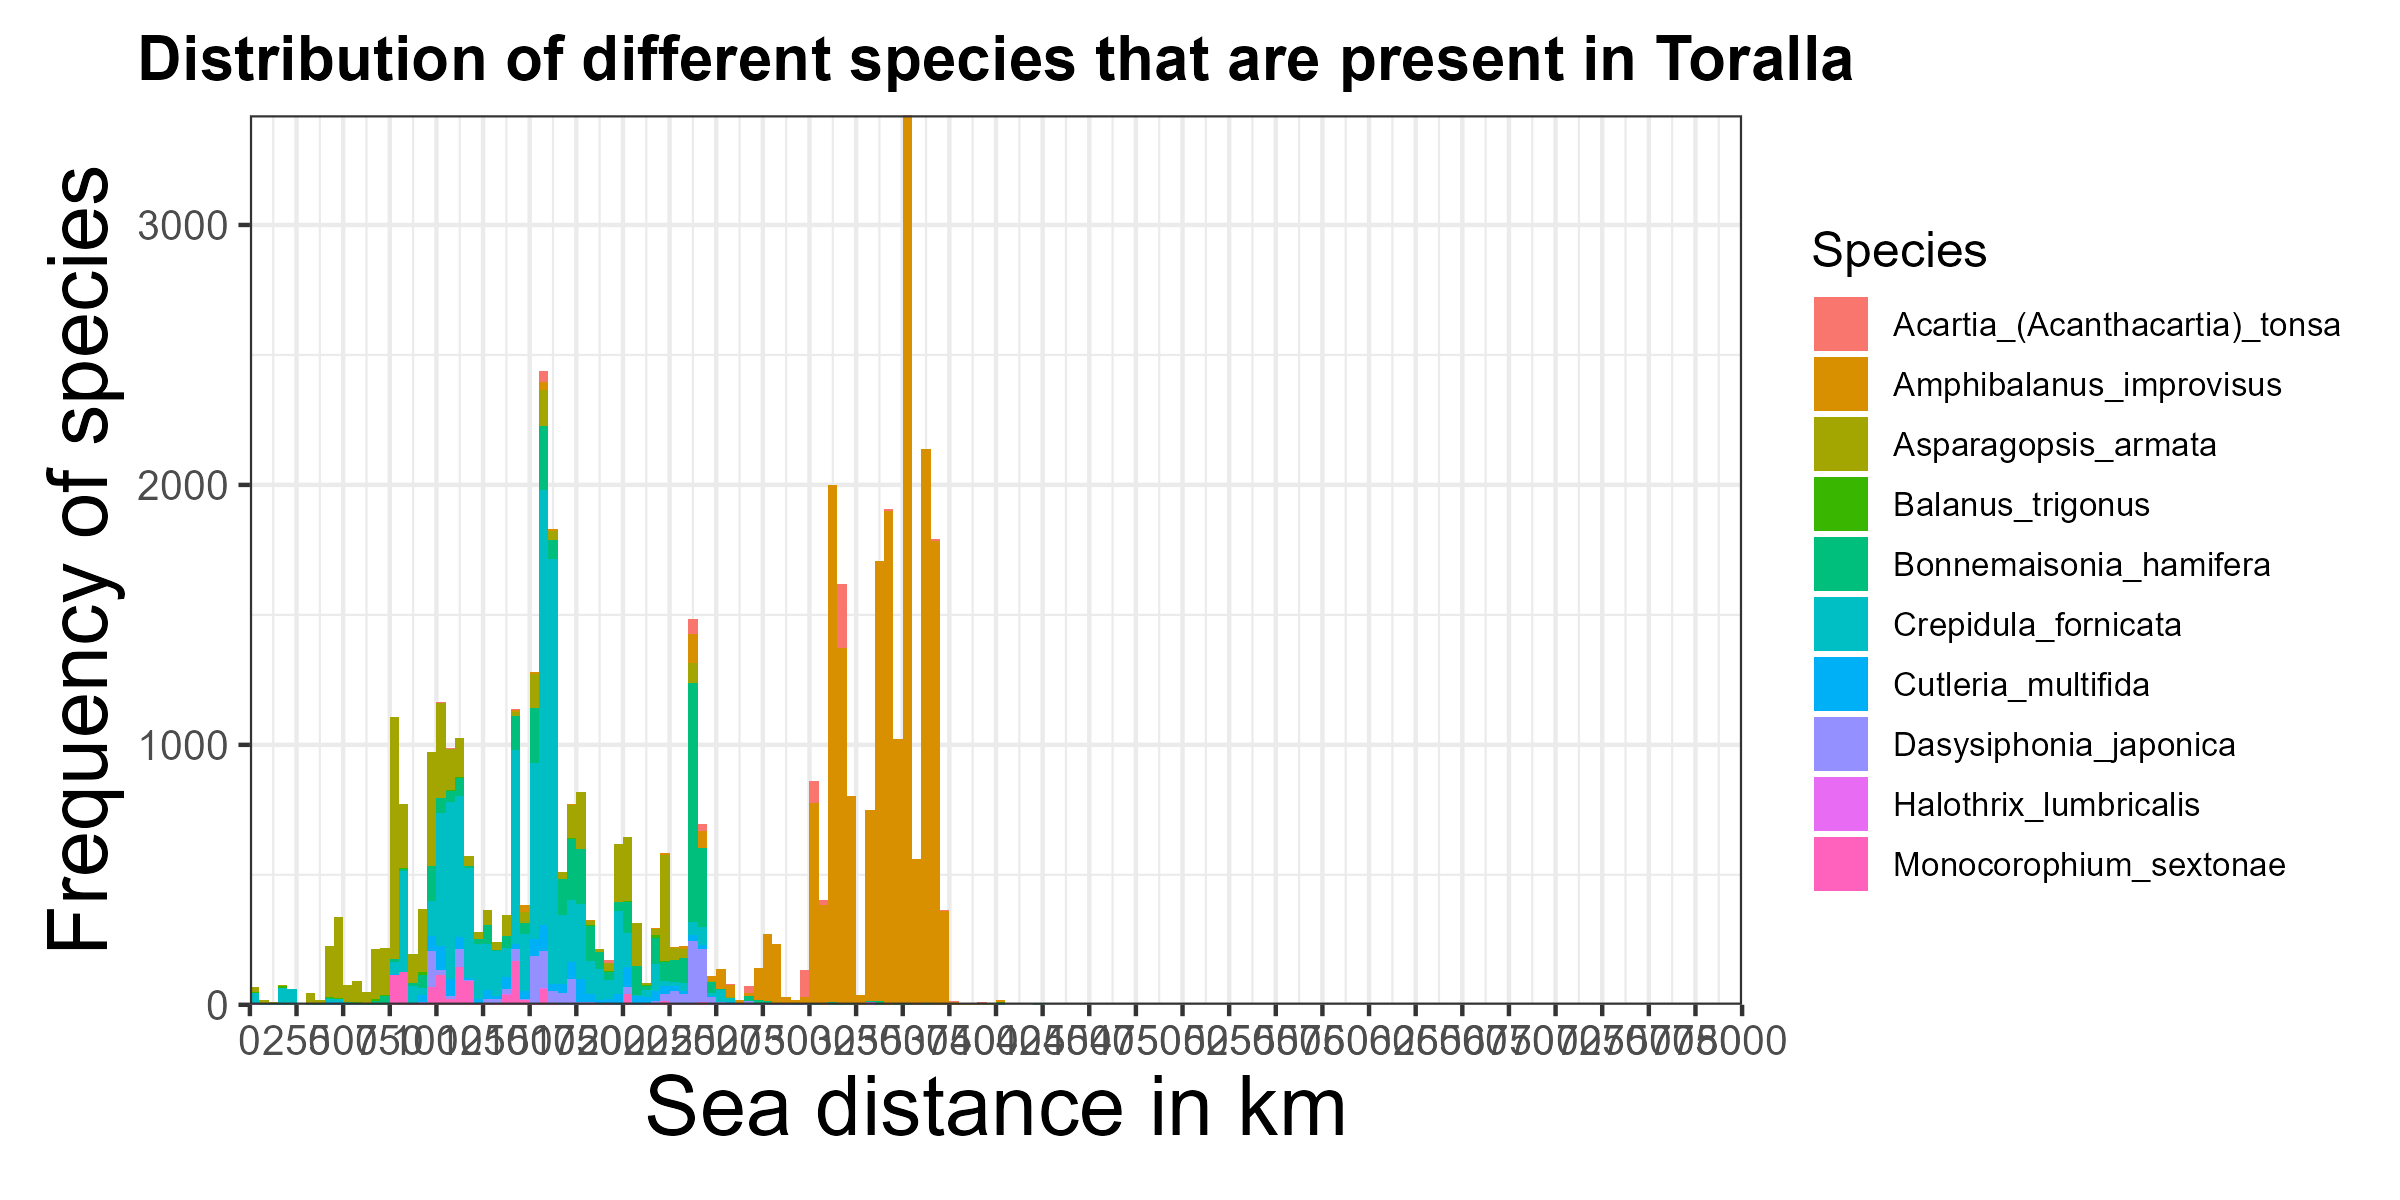 Distribution of different species that are present in Toralla
Frequency of species
3000
2000
1000
0
Sea distance in km
Species
Acartia_(Acanthacartia)_tonsa
Amphibalanus_improvisus
Asparagopsis_armata
Balanus_trigonus
Bonnemaisonia_hamifera
Crepidula_fornicata
Cutleria_multifida
Dasysiphonia_japonica
Halothrix_lumbricalis
Monocorophium_sextonae